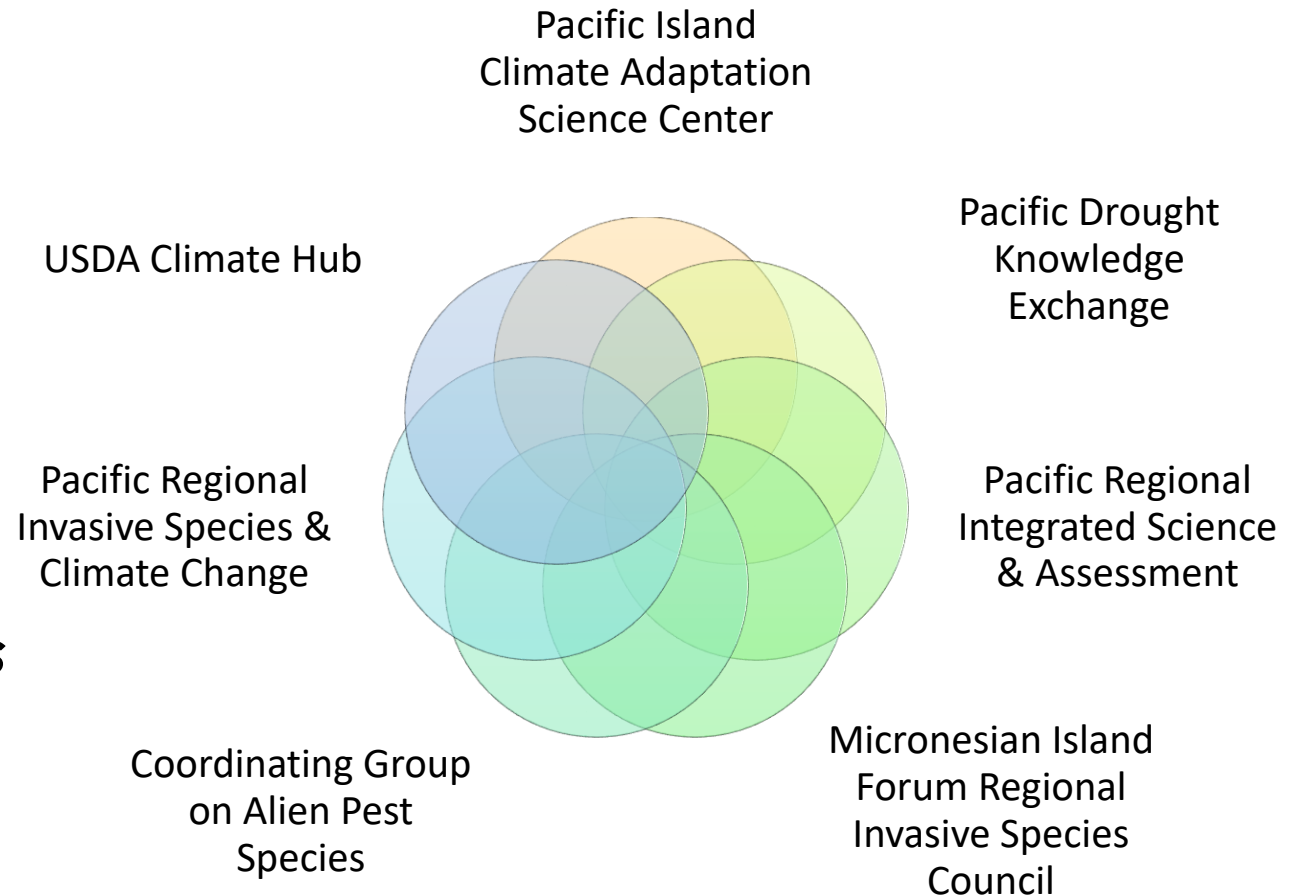 Pacific Island
Climate Adaptation
Science Center
Pacific Drought
Knowledge
Exchange
USDA Climate Hub
Pacific Regional
Invasive Species &
Climate Change
Pacific Regional
Integrated Science
& Assessment
s
Coordinating Group
on Alien Pest
Species
Micronesian Island
Forum Regional
Invasive Species
Council